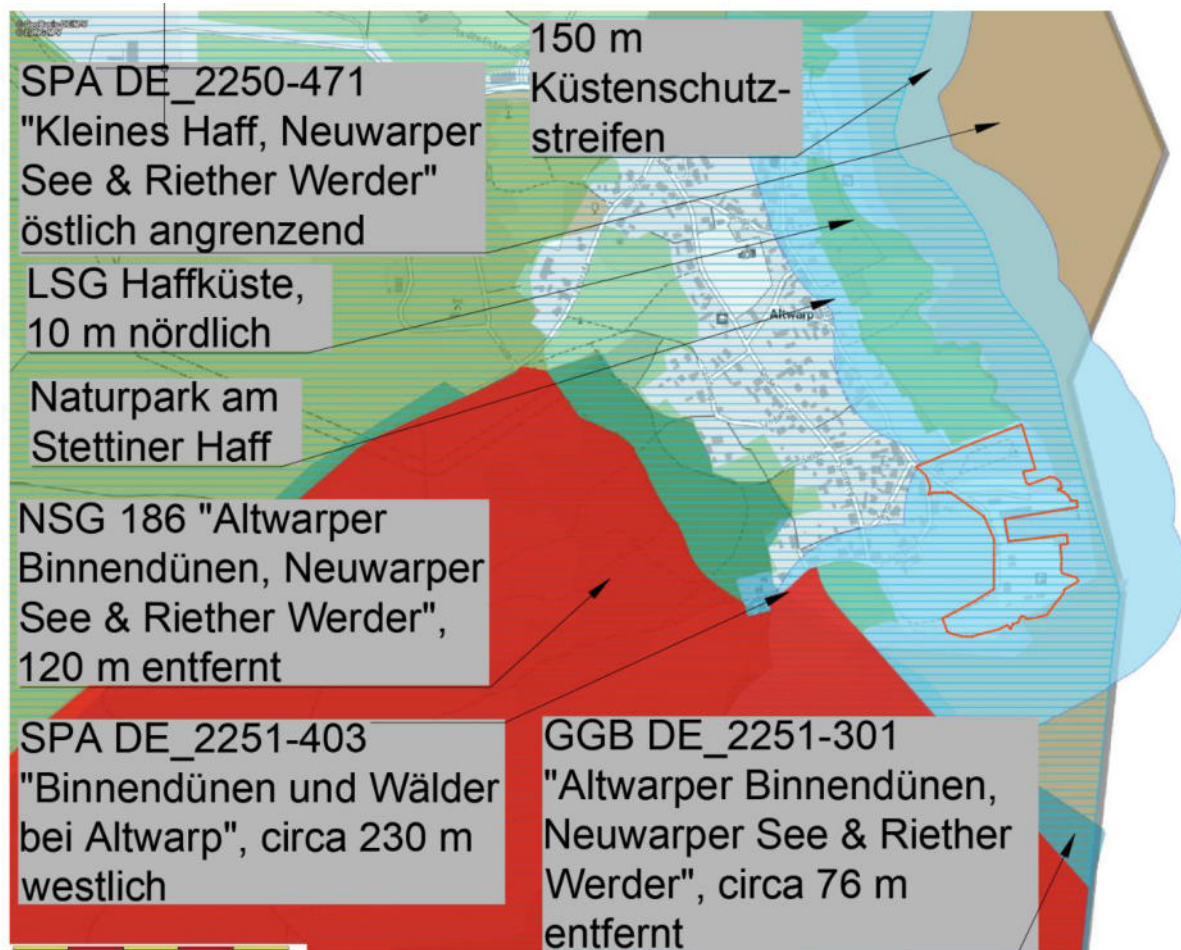 150 m
Küstenschutz-
streifen
SPA DE_2250-471
"Kleines Haff, Neuwarper
See & Riether Werder"
östlich angrenzend
LSG Haffküste,
10 m nördlich
Altwarp
Naturpark am
Stettiner Haff
NSG 186 "Altwarper
Binnendünen, Neuwarper
See & Riether Werder",
120 m entfernt
SPA DE_2251-403
"Binnendünen und Wälder
bei Altwarp", circa 230 m
westlich
GGB DE_2251-301
"Altwarper Binnendünen,
Neuwarper See & Riether
Werder", circa 76 m
entfernt